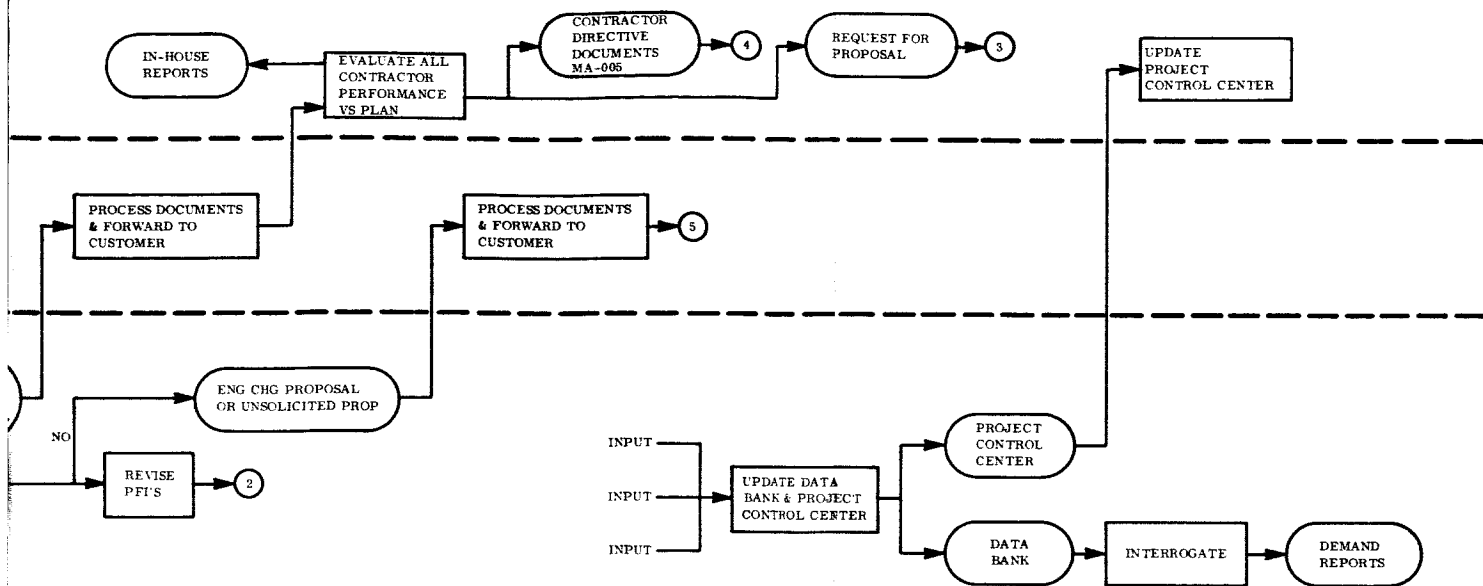 IN-HOUSE
REPORTS
EVALUATE ALL
CONTRACTOR
PERFORMANCE
VS PLAN
CONTRACTOR
DIRECTIVE
DOCUMENTS
MA-005
4
REQUEST FOR
PROPOSAL
3
UPDATE
PROJECT
CONTROL CENTER
PROCESS DOCUMENTS
& FORWARD TO
CUSTOMER
PROCESS DOCUMENTS
& FORWARD TO
CUSTOMER
5
ENG CHG PROPOSAL
OR UNSOLICITED PROP
NO
REVISE
PFI'S
2
INPUT
INPUT
INPUT
UPDATE DATA
BANK & PROJECT
CONTROL CENTER
PROJECT
CONTROL
CENTER
DATA
BANK
INTERROGATE
DEMAND
REPORTS